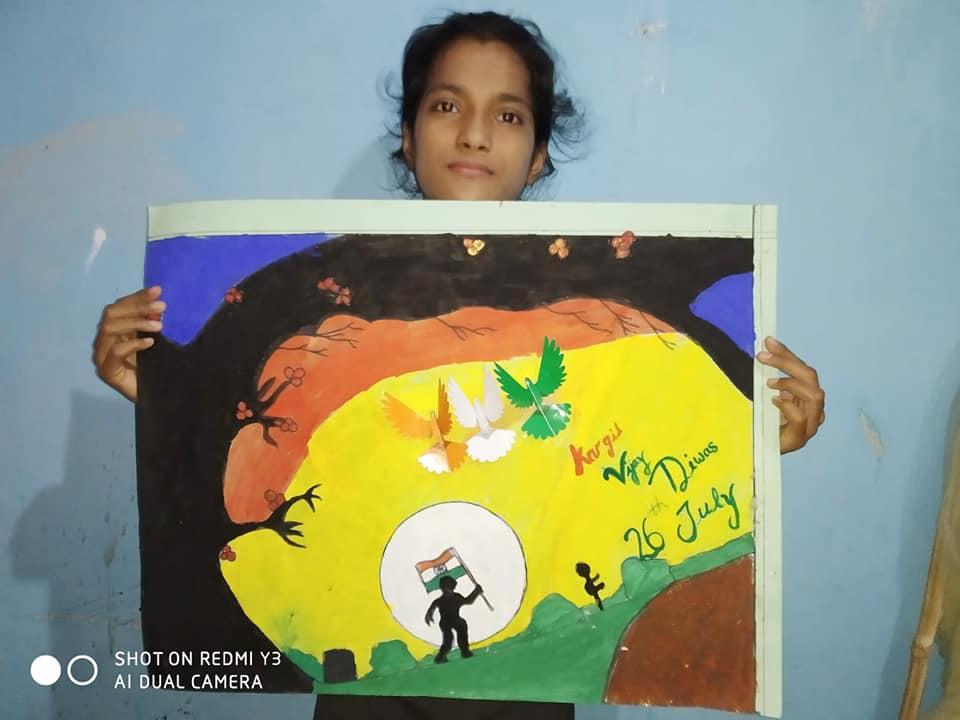 Kargil
Vijay Diwas
26th July
SHOT ON REDMI Y3
AI DUAL CAMERA